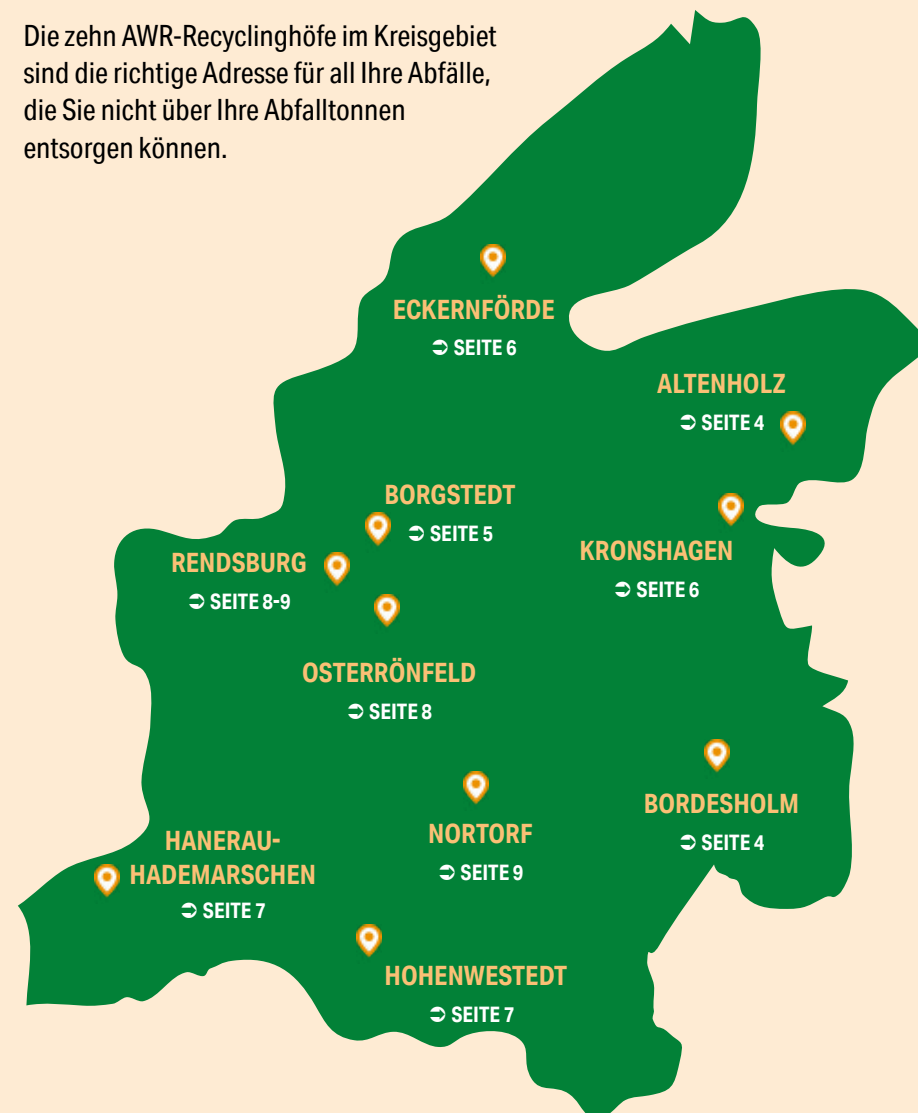 Die zehn AWR-Recyclinghöfe im Kreisgebiet
sind die richtige Adresse für all Ihre Abfälle,
die Sie nicht über Ihre Abfalltonnen
entsorgen können.
ECKERNFÖRDE
➲ SEITE 6
ALTENHOLZ
➲ SEITE 4
BORGSTEDT
➲ SEITE 5
KRONSHAGEN
➲ SEITE 6
RENDSBURG
➲ SEITE 8-9
OSTERRÖNFELD
➲ SEITE 8
BORDESHOLM
➲ SEITE 4
NORTORF
➲ SEITE 9
HANERAU-
HADEMARSCHEN
➲ SEITE 7
HOHENWESTEDT
➲ SEITE 7